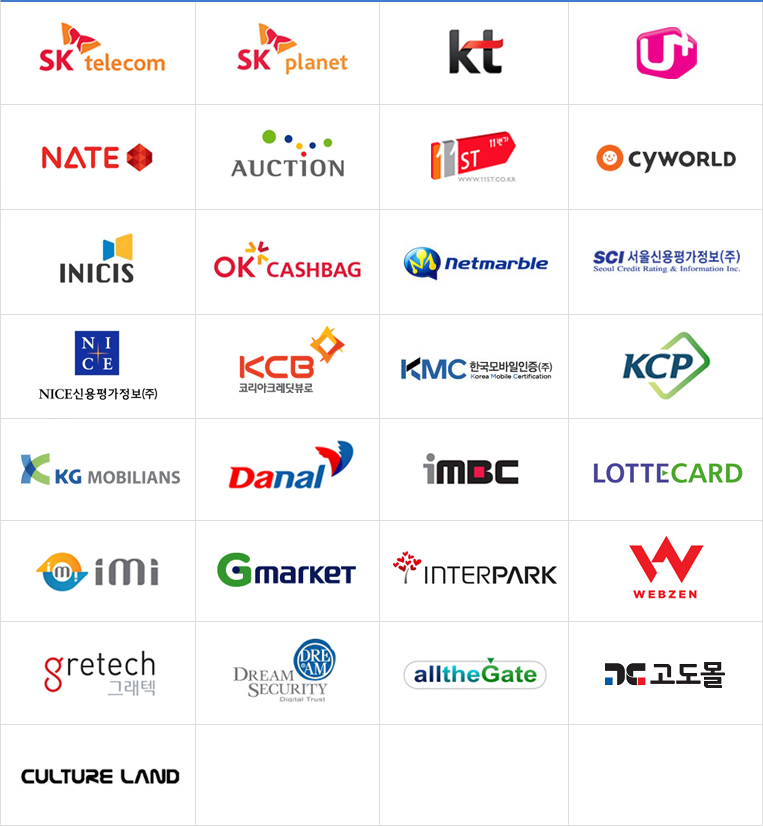 SK telecom
SK planet
kt
U+
NATE
AUCTION
11번가
11ST
WWW.11ST.CO.KR
CYWORLD
INICIS
OK CASHBAG
Netmarble
SCI 서울신용평가정보(주)
Seoul Credit Rating & Information Inc.
NI
CE
NICE신용평가정보(주)
KCB
코리아크레딧뷰로
KMC 한국모바일인증(주)
Korea Mobile Certification
KCP
KG MOBILIANS
Danal
iMBC
LOTTECARD
imi imi
Gmarket
INTERPARK
WEBZEN
gretech
그래텍
DREAM
DREAM
SECURITY
Digital Trust
alltheGate
고도몰
CULTURE LAND